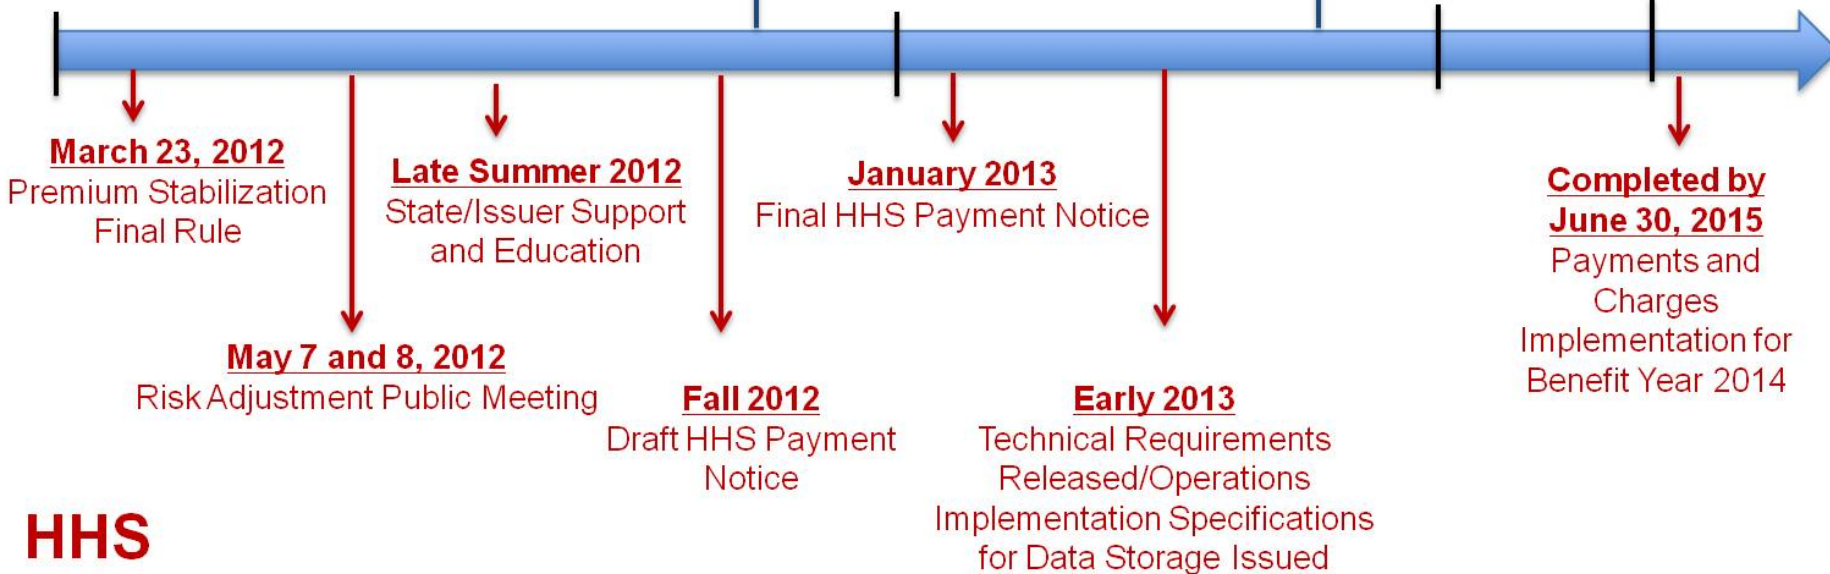 March 23, 2012
Premium Stabilization
Final Rule
May 7 and 8, 2012
Risk Adjustment Public Meeting
Late Summer 2012
State/Issuer Support
and Education
Fall 2012
Draft HHS Payment
Notice
January 2013
Final HHS Payment Notice
Early 2013
Technical Requirements
Released/Operations
Implementation Specifications
for Data Storage Issued
Completed by
June 30, 2015
Payments and
Charges
Implementation for
Benefit Year 2014
HHS